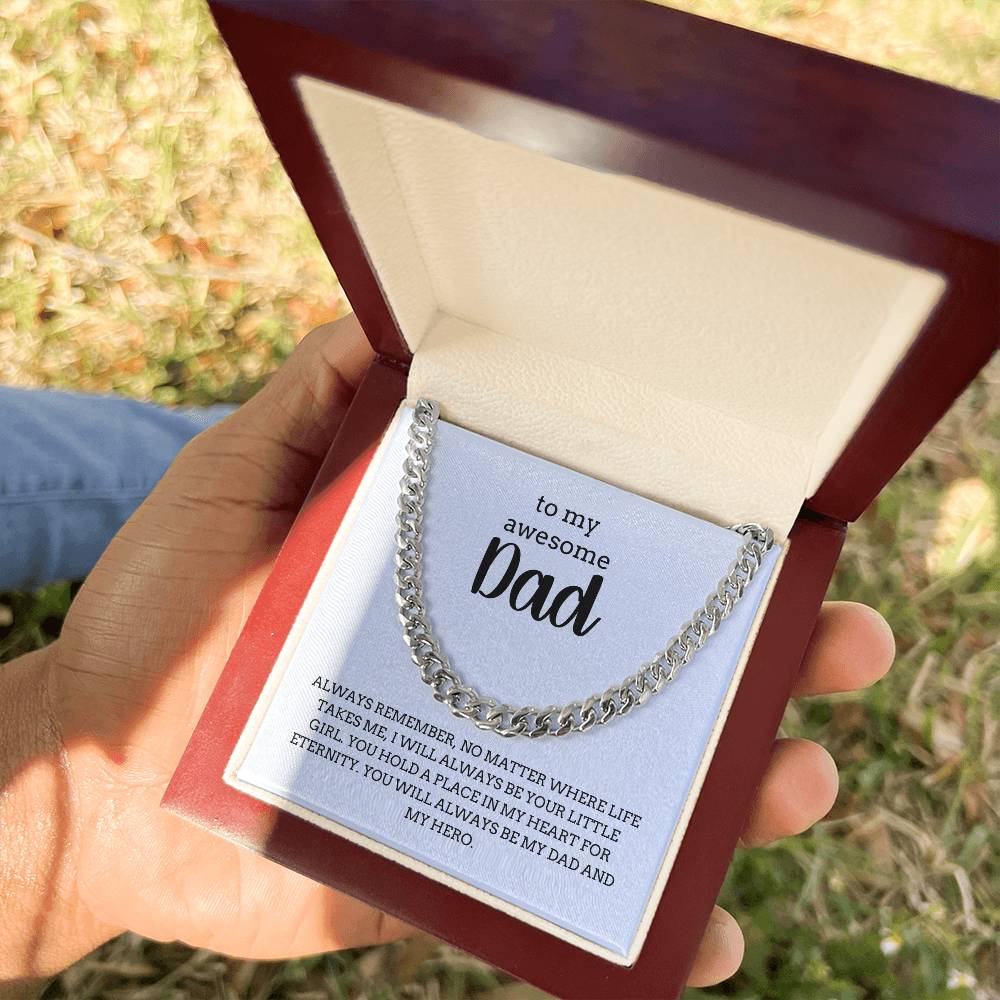 to my
awesome
Dad
ALWAYS REMEMBER, NO MATTER WHERE LIFE
TAKES ME, I WILL ALWAYS BE YOUR LITTLE
GIRL. YOU HOLD A PLACE IN MY HEART FOR
ETERNITY. YOU WILL ALWAYS BE MY DAD AND
MY HERO.